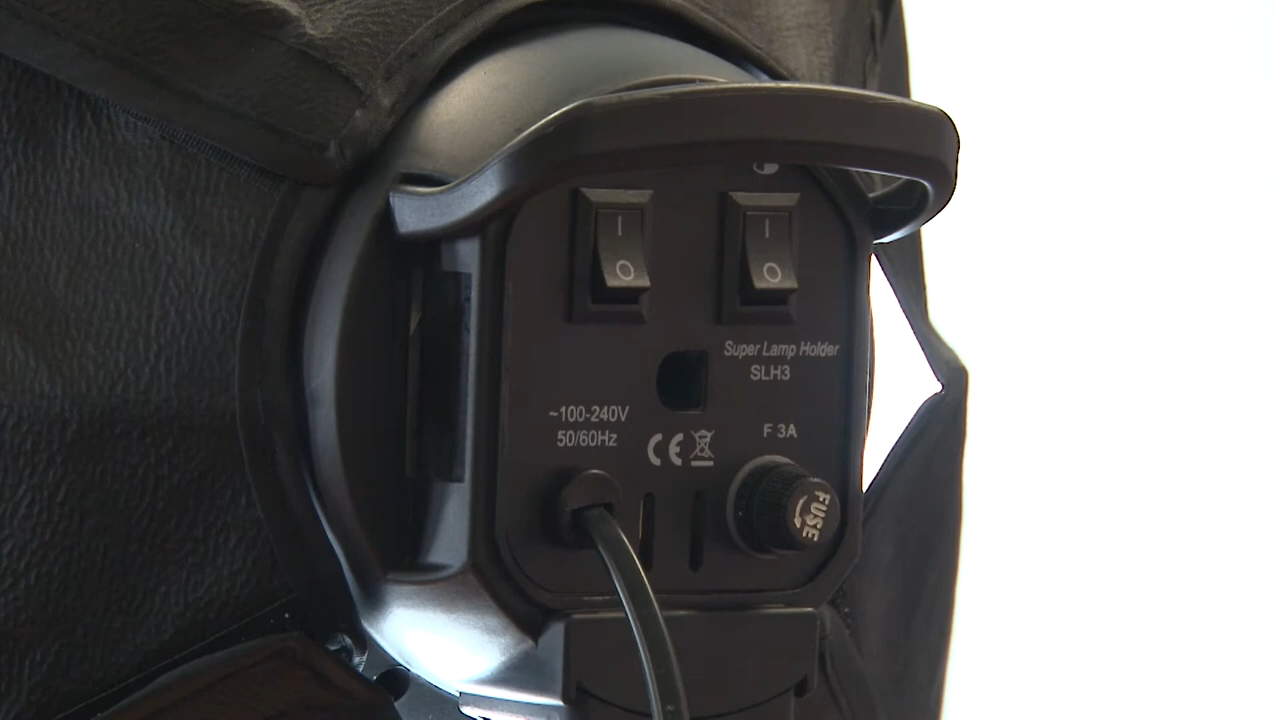 I I
O O
Super Lamp Holder
SLH3
~100-240V
50/60Hz
CE
F 3A
FUSE